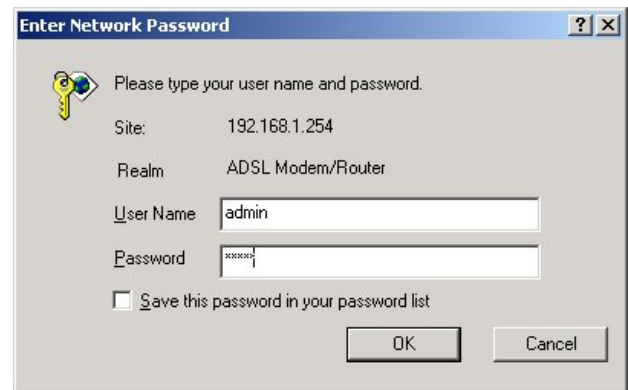 Enter Network Password
Please type your user name and password.
Site: 192.168.1.254
Realm ADSL Modem/Router
User Name admin
Password *****
Save this password in your password list
OK Cancel